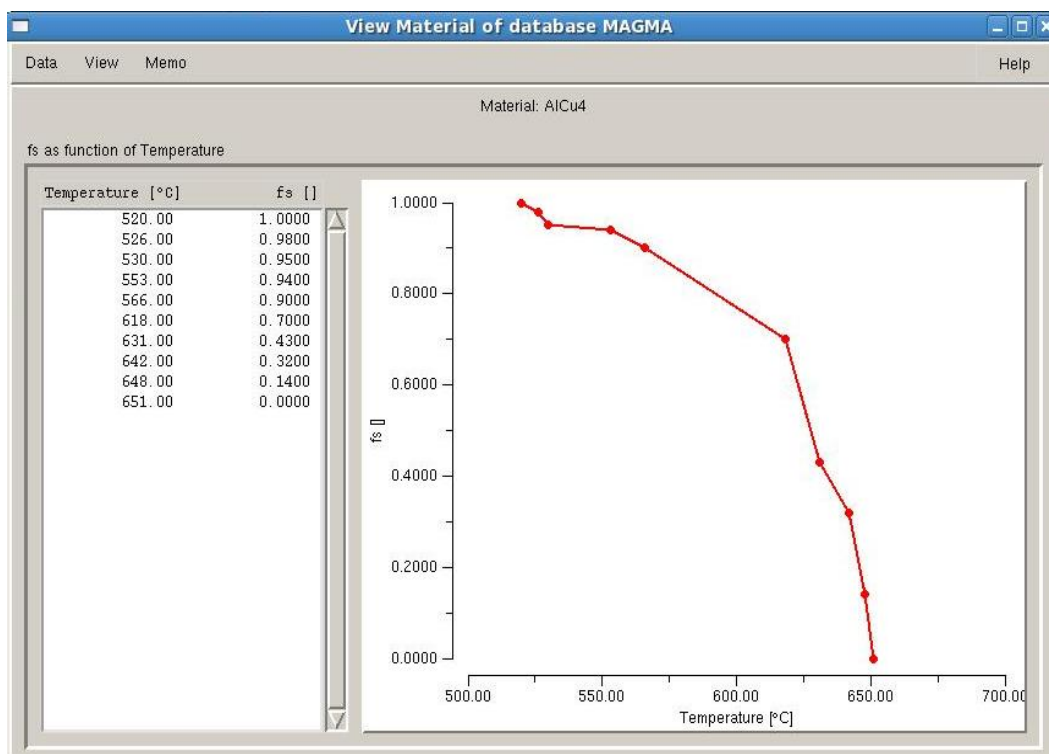 View Material of database MAGMA
Data View Memo Help
Material: AlCu4
fs as function of Temperature
Temperature [°C] fs []
520.00 1.0000
526.00 0.9800
530.00 0.9500
553.00 0.9400
566.00 0.9000
618.00 0.7000
631.00 0.4300
642.00 0.3200
648.00 0.1400
651.00 0.0000
1.0000
0.8000
0.6000
fs []
0.4000
0.2000
0.0000
500.00 550.00 600.00 650.00 700.00
Temperature [°C]